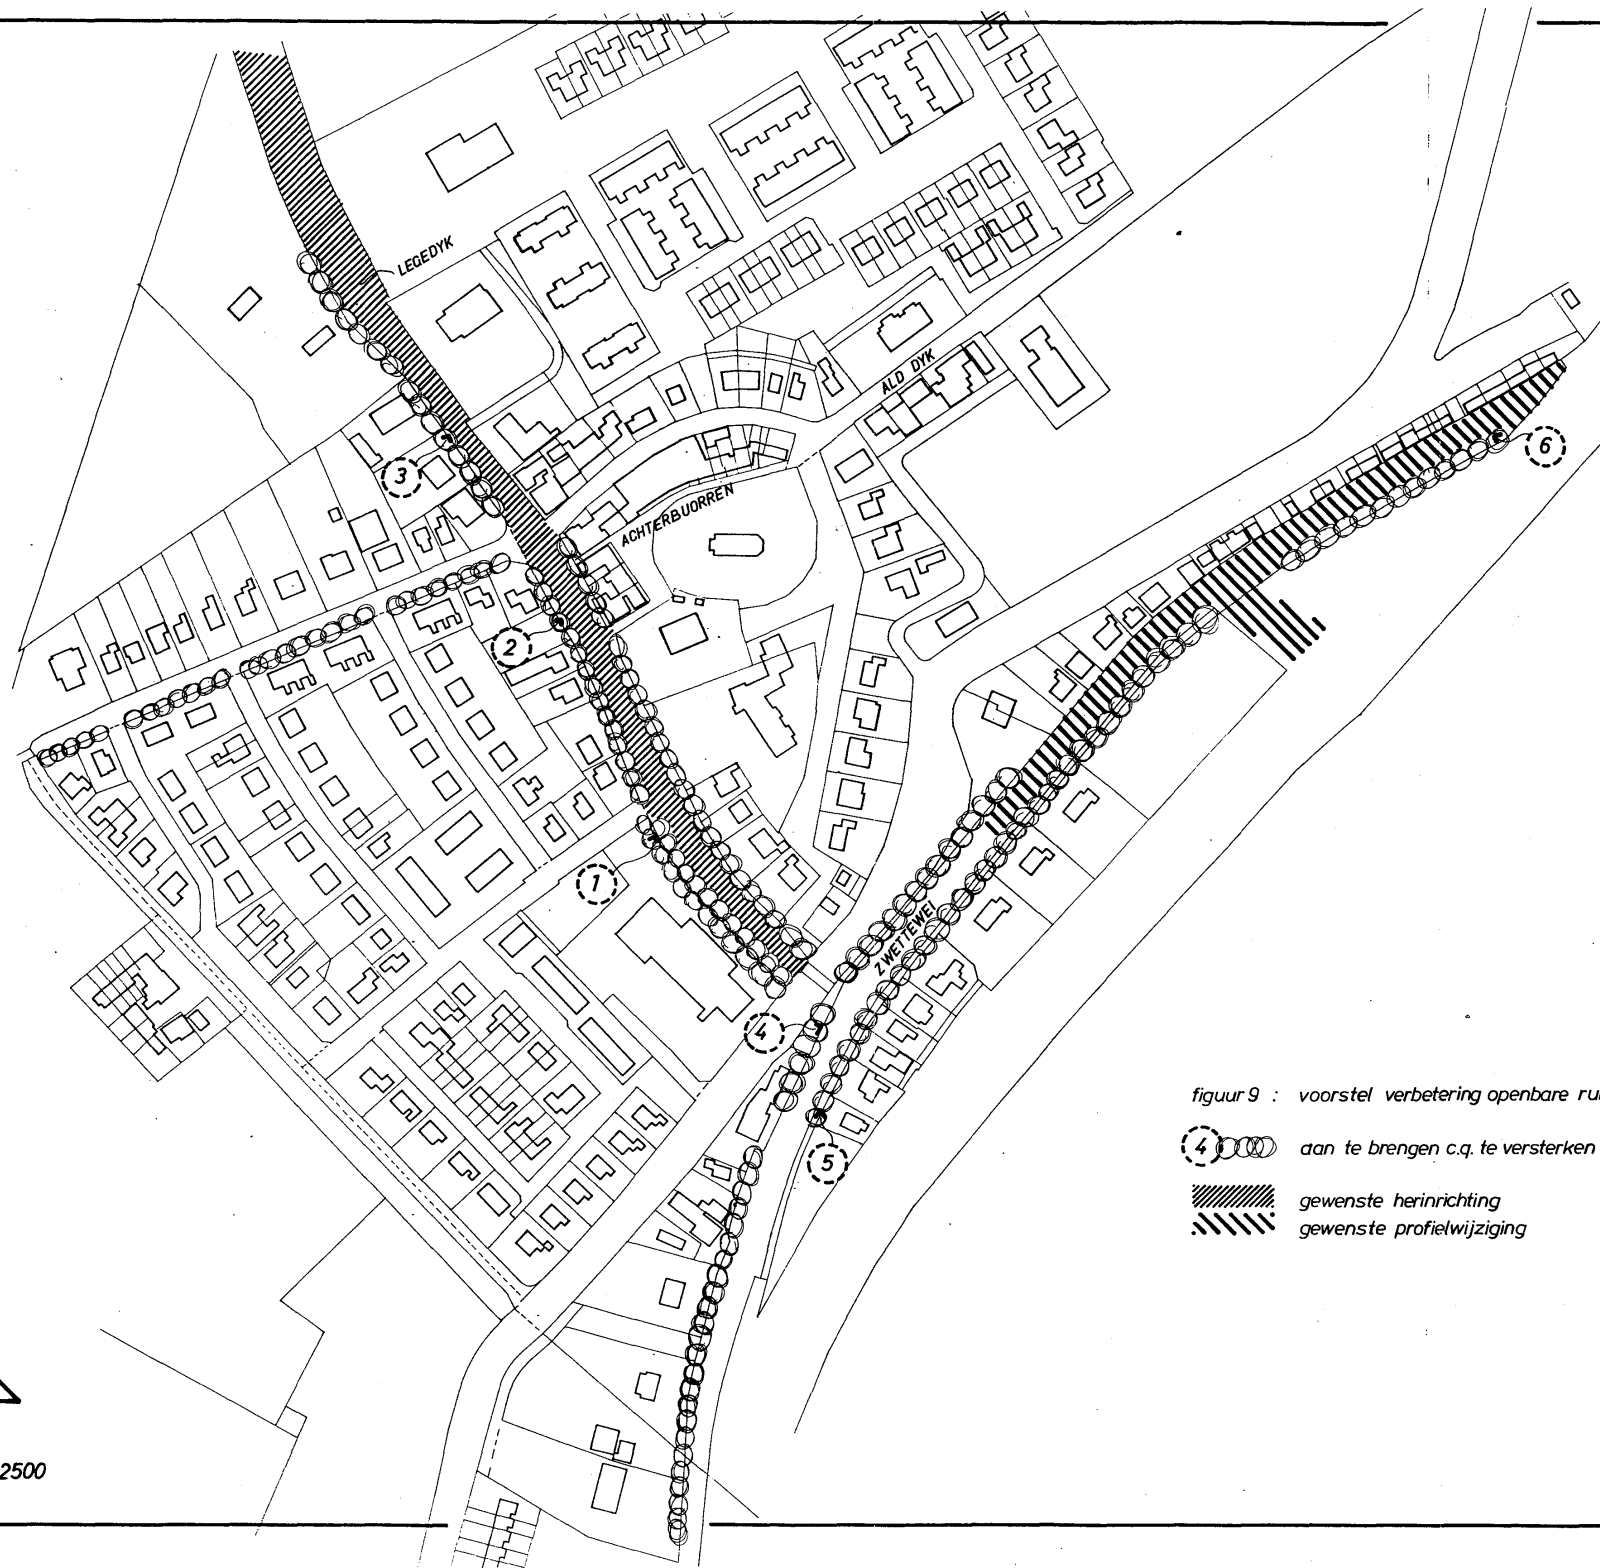 LEGEDYK
ALD DYK
ACHTERBUORREN
ZWETTEWEI
3
6
2
1
4
5
figuur 9 : voorstel verbetering openbare
4 aan te brengen c.q. te versterken
gewenste herinrichting
gewenste profielwijziging
2500